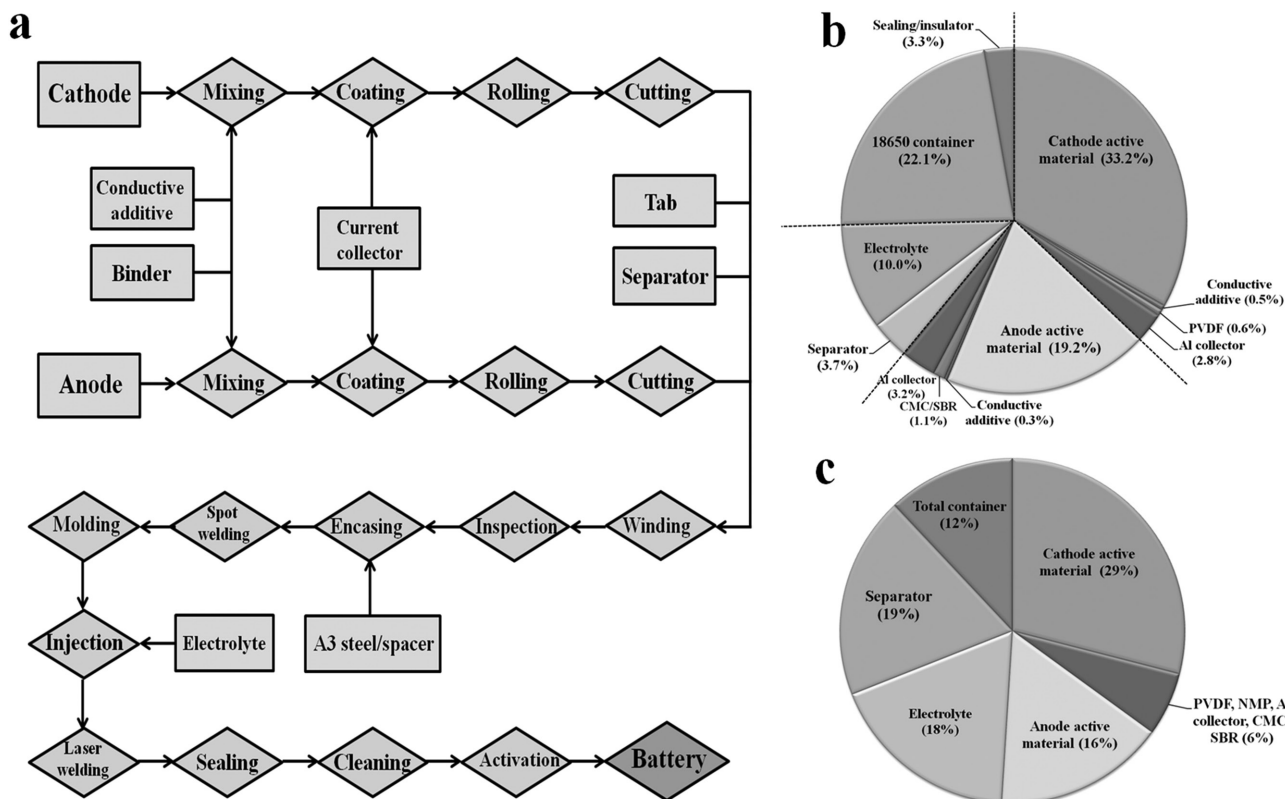 a
Cathode
Mixing
Coating
Rolling
Cutting
Conductive
additive
Binder
Current
collector
Tab
Separator
Anode
Mixing
Coating
Rolling
Cutting
Molding
Spot
welding
Encasing
Inspection
Winding
Injection
Electrolyte
A3 steel/spacer
Laser
welding
Sealing
Cleaning
Activation
Battery
b
Sealing/insulator
(3.3%)
18650 container
(22.1%)
Cathode active
material (33.2%)
Electrolyte
(10.0%)
Conductive
additive (0.5%)
PVDF (0.6%)
Al collector
(2.8%)
Anode active
material (19.2%)
Separator
(3.7%)
Al collector
(3.2%)
CMC/SBR
(1.1%)
Conductive
additive (0.3%)
c
Total container
(12%)
Cathode active
material (29%)
Separator
(19%)
PVDF, NMP, A
collector, CMC
SBR (6%)
Electrolyte
(18%)
Anode active
material (16%)